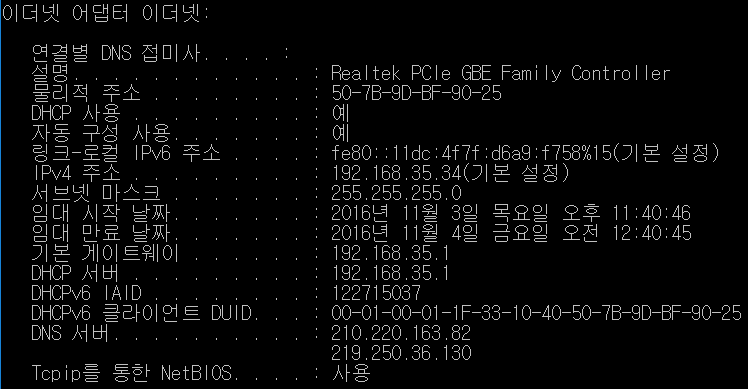 이더넷 어댑터 이더넷:
연결별 DNS 접미사. . . . :
설명. . . . . . . . . . . . : Realtek PCIe GBE Family Controller
물리적 주소 . . . . . . . . : 50-7B-9D-BF-90-25
DHCP 사용 . . . . . . . . . : 예
자동 구성 사용. . . . . . . : 예
링크-로컬 IPv6 주소 . . . . : fe80::11dc:4f7f:d6a9:f758%15(기본 설정)
IPv4 주소 . . . . . . . . . : 192.168.35.34(기본 설정)
서브넷 마스크 . . . . . . . : 255.255.255.0
임대 시작 날짜. . . . . . . : 2016년 11월 3일 목요일 오후 11:40:46
임대 만료 날짜. . . . . . . : 2016년 11월 4일 금요일 오전 12:40:45
기본 게이트웨이 . . . . . . : 192.168.35.1
DHCP 서버 . . . . . . . . . : 192.168.35.1
DHCPv6 IAID . . . . . . . . : 122715037
DHCPv6 클라이언트 DUID. . . : 00-01-00-01-1F-33-10-40-50-7B-9D-BF-90-25
DNS 서버. . . . . . . . . . : 210.220.163.82
219.250.36.130
Tcpip를 통한 NetBIOS. . . . : 사용